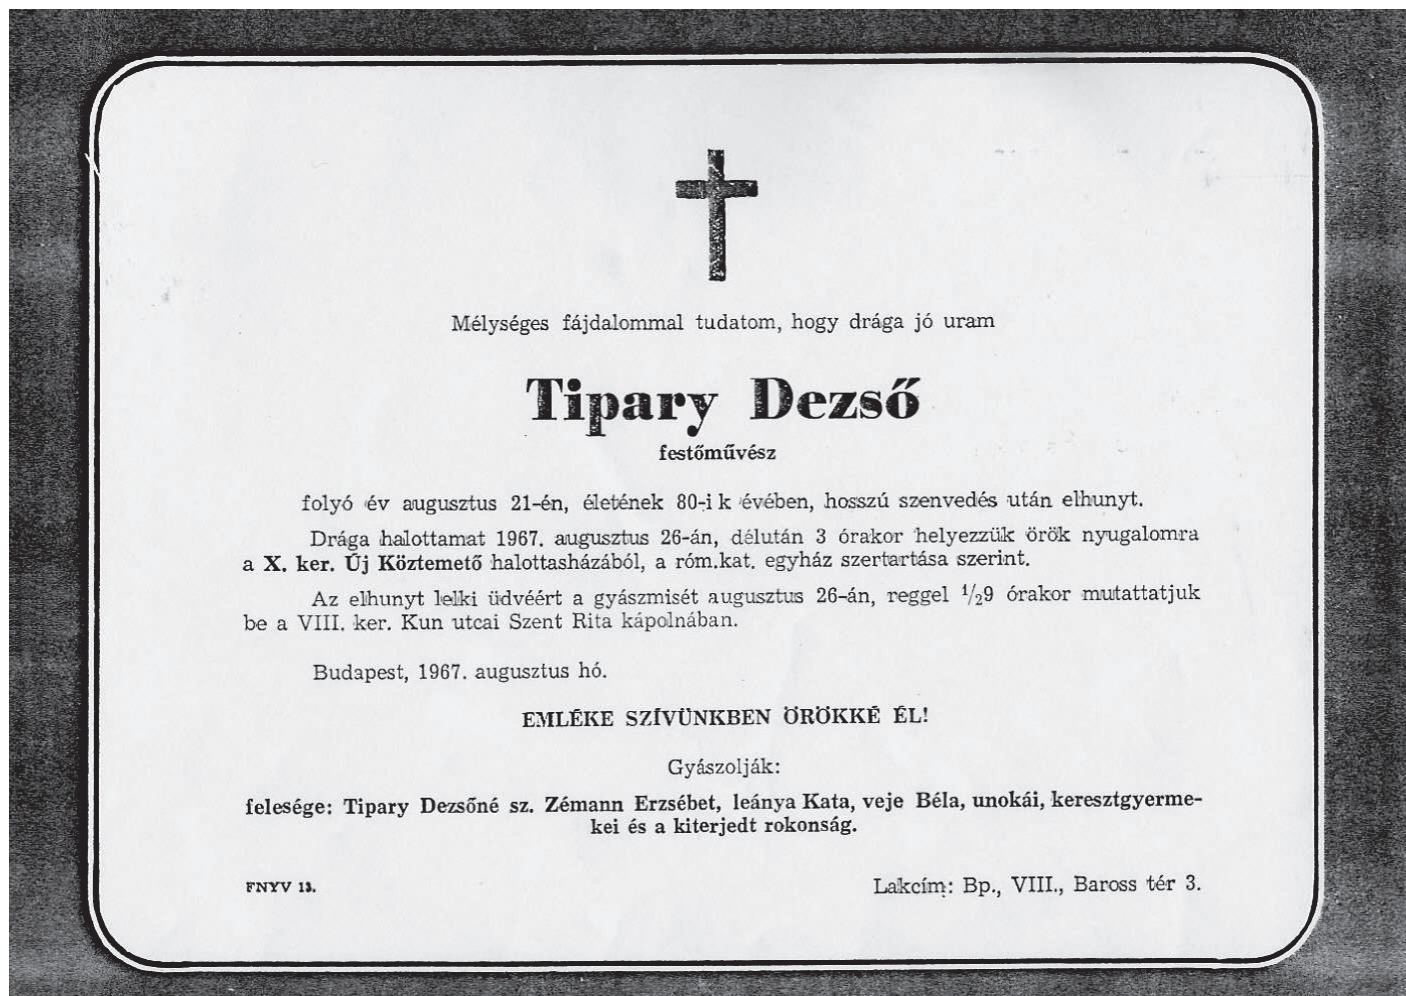 Mélységes fájdalommal tudatom, hogy drága jó uram
Tipary Dezső
festőművész
folyó év augusztus 21-én, életének 80-i k évében, hosszú szenvedés után elhunyt.
Drága halottamat 1967. augusztus 26-án, délután 3 órakor helyezzük örök nyugalomra
a X. ker. Új Köztemető halottasházából, a róm.kat. egyház szertartása szerint.
Az elhunyt lelki üdvéért a gyászmisét augusztus 26-án, reggel 1/29 órakor mutattatjuk
be a VIII. ker. Kun utcai Szent Rita kápolnában.
Budapest, 1967. augusztus hó.
EMLÉKE SZÍVÜNKBEN ÖRÖKKÉ ÉL!
Gyászolják:
felesége: Tipary Dezsőné sz. Zémann Erzsébet, leánya Kata, veje Béla, unokái, keresztgyerme-
kei és a kiterjedt rokonság.
FNYV 13.
Lakcím: Bp., VIII., Baross tér 3.